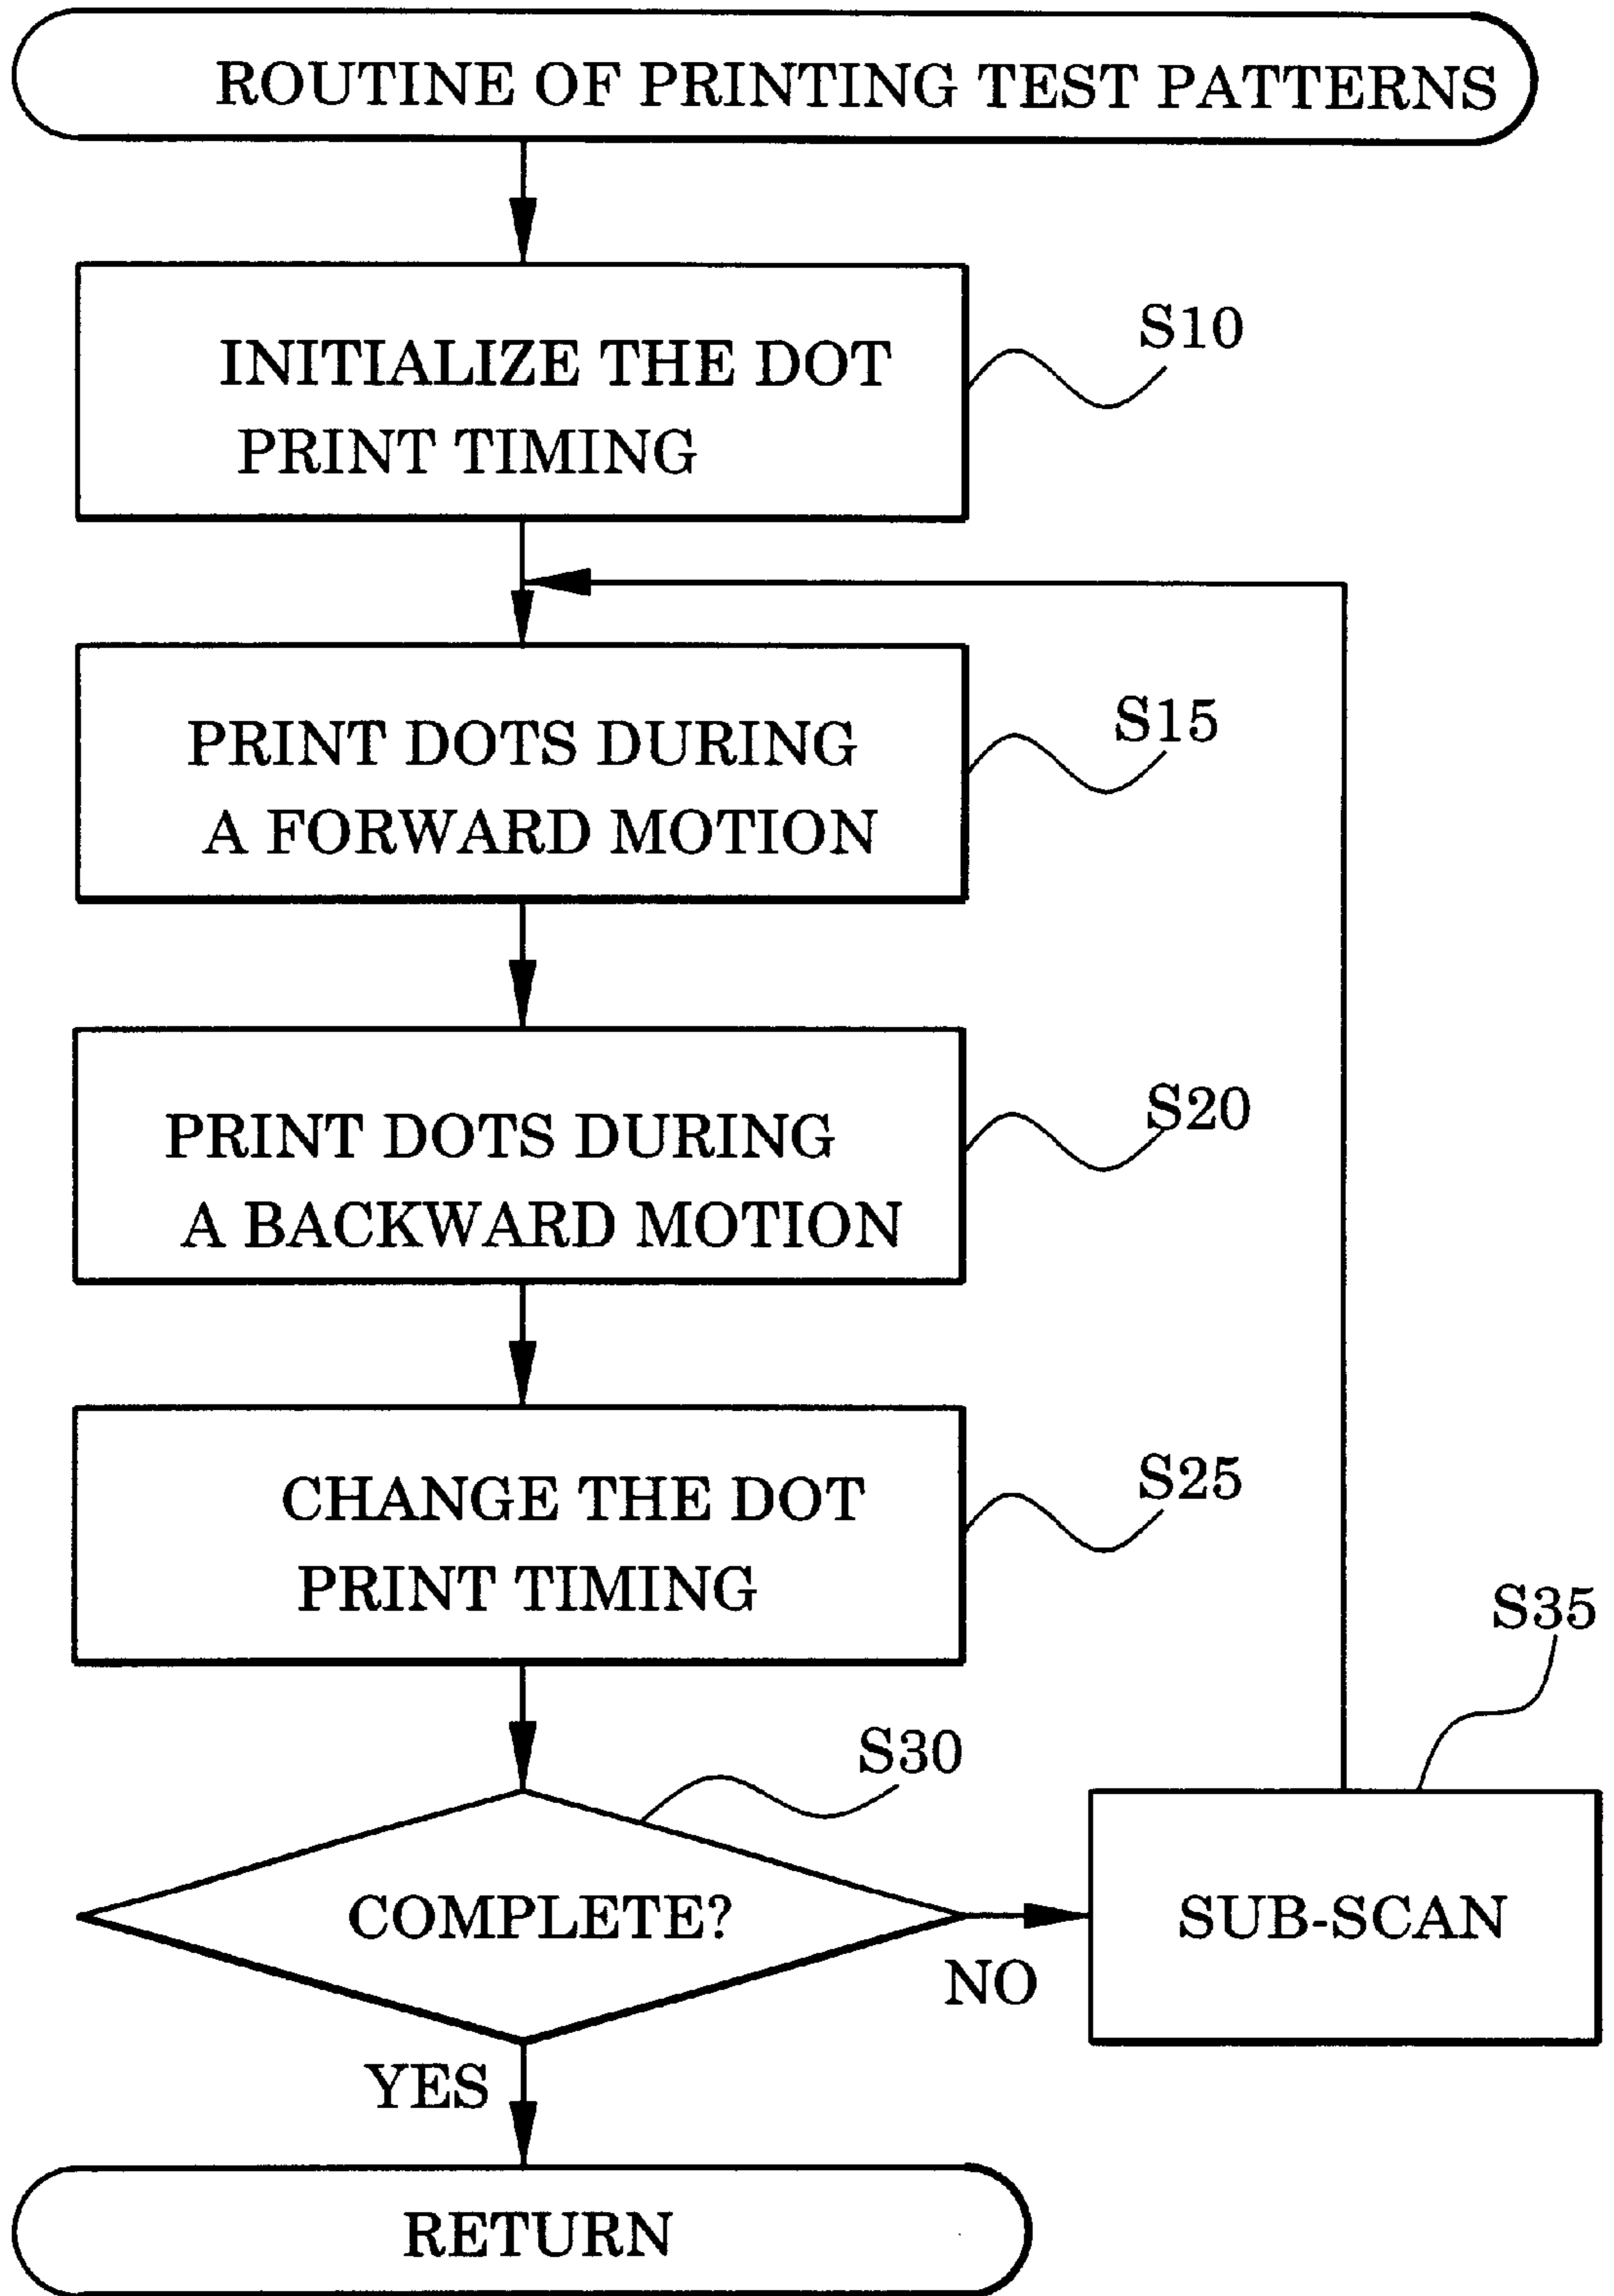 ROUTINE OF PRINTING TEST PATTERNS
INITIALIZE THE DOT
PRINT TIMING
S10
PRINT DOTS DURING
A FORWARD MOTION
S15
PRINT DOTS DURING
A BACKWARD MOTION
S20
CHANGE THE DOT
PRINT TIMING
S25
S35
S30
COMPLETE?
SUB-SCAN
NO
YES
RETURN